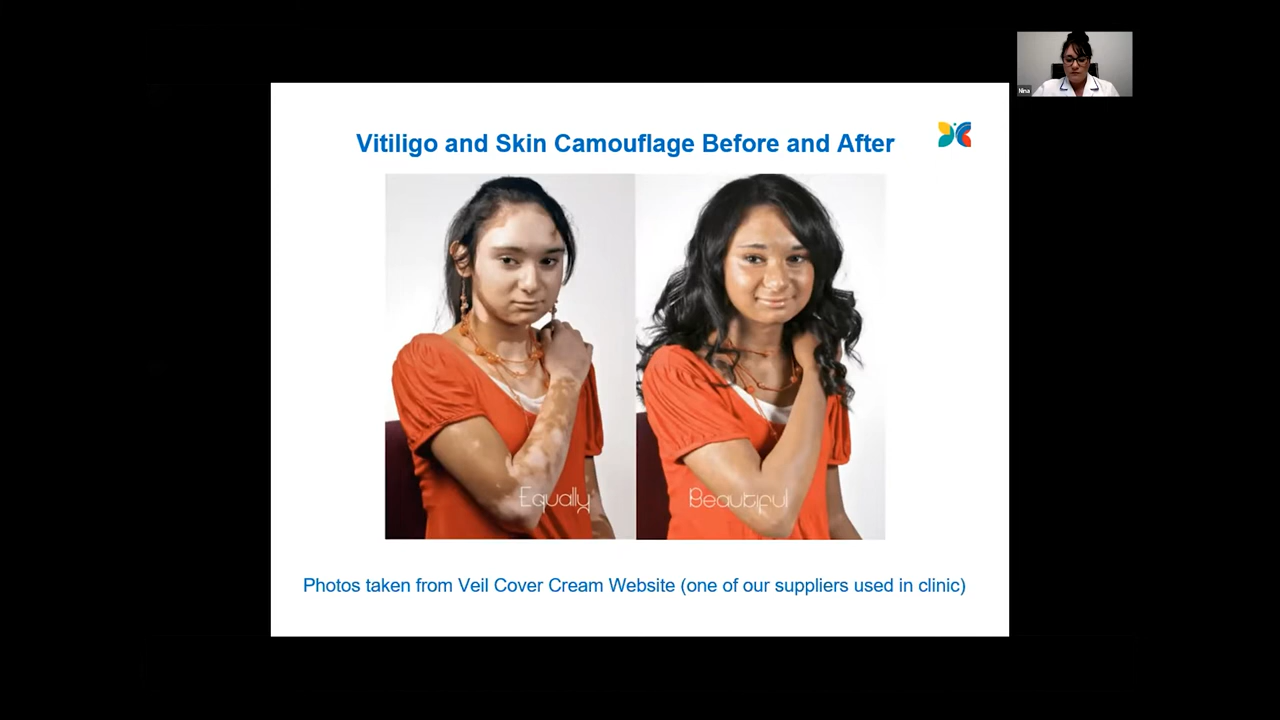 Nina
Vitiligo and Skin Camouflage Before and After
Equally
Beautiful
Photos taken from Veil Cover Cream Website (one of our suppliers used in clinic)